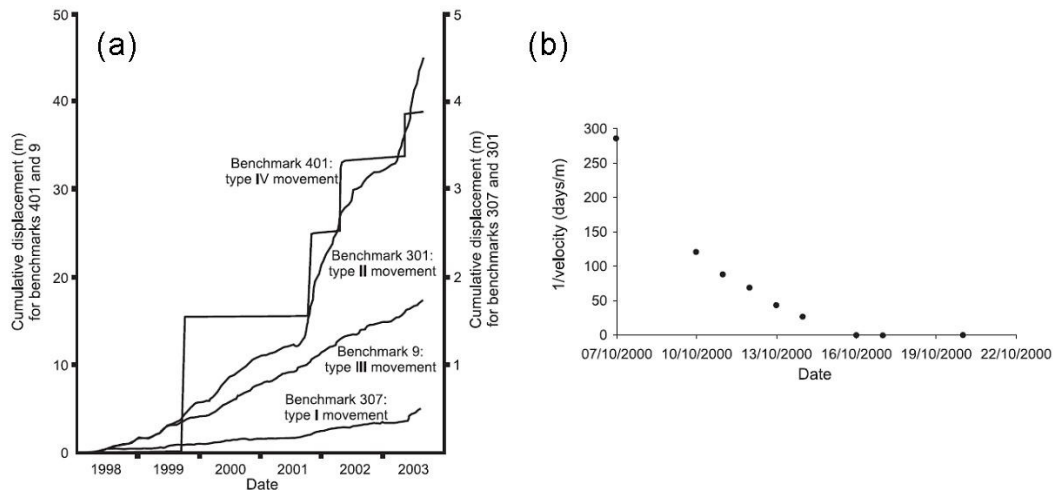 (a)
50
40
30
20
10
0
Cumulative displacement (m)
for benchmarks 401 and 9
5
4
3
2
1
Cumulative displacement (m)
for benchmarks 307 and 301
Benchmark 401:
type IV movement
Benchmark 301:
type II movement
Benchmark 9:
type III movement
Benchmark 307:
type I movement
1998 1999 2000 2001 2002 2003
Date
(b)
300
250
200
150
100
50
0
1/velocity (days/m)
07/10/2000 10/10/2000 13/10/2000 16/10/2000 19/10/2000 22/10/2000
Date